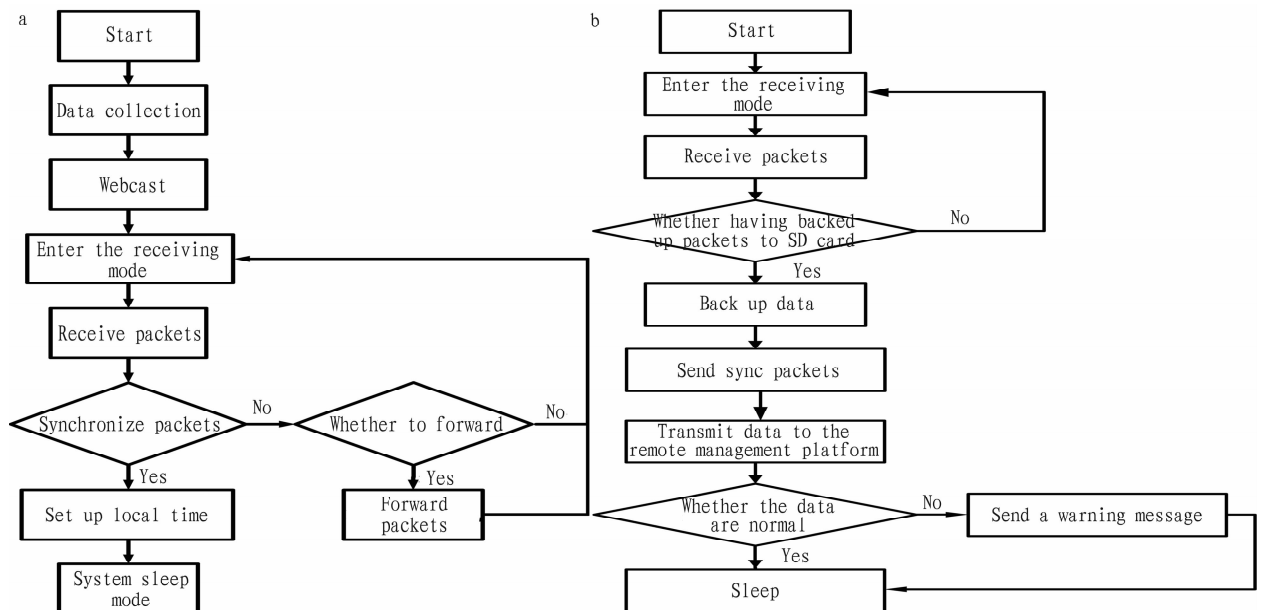 a
Start
Data collection
Webcast
Enter the receiving
mode
Receive packets
Synchronize packets
No
Whether to forward
No
Yes
Yes
Set up local time
Forward
packets
System sleep
mode
b
Start
Enter the receiving
mode
Receive packets
Whether having backed
up packets to SD card
No
Yes
Back up data
Send sync packets
Transmit data to the
remote management platform
Whether the data
are normal
No
Send a warning message
Yes
Sleep